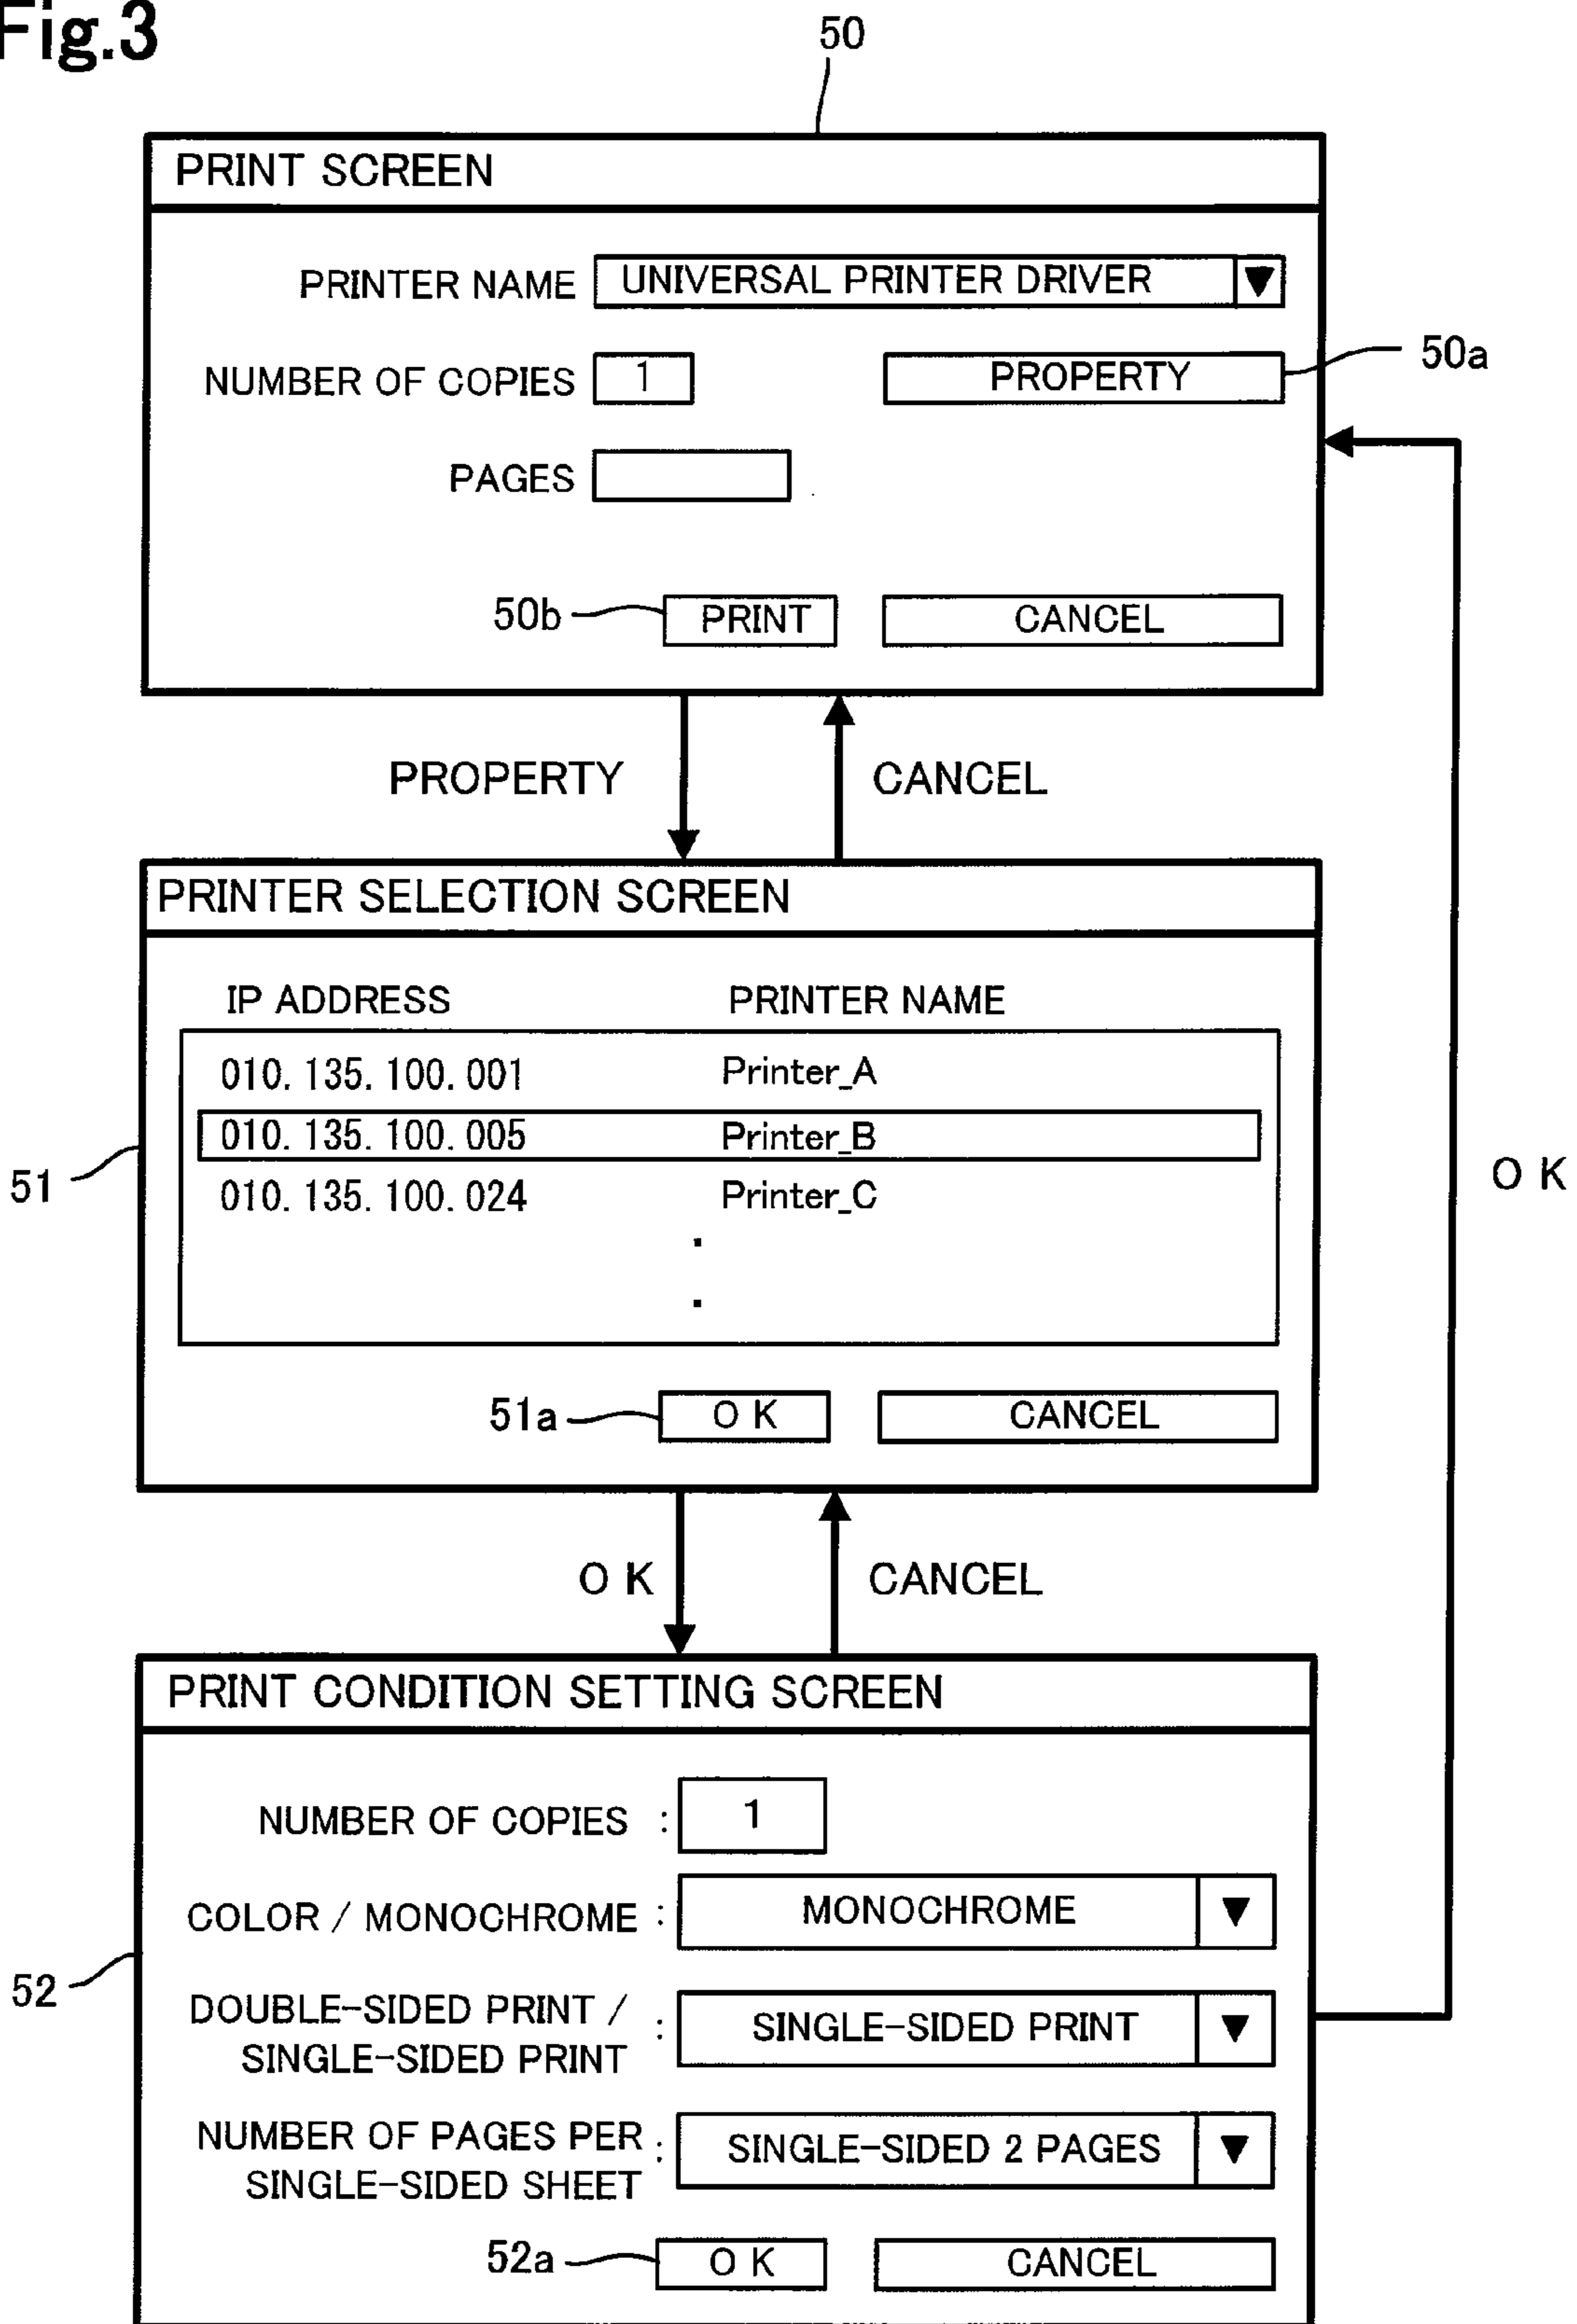 Fig.3
50
PRINT SCREEN
PRINTER NAME UNIVERSAL PRINTER DRIVER ▼
NUMBER OF COPIES 1 PROPERTY 50a
PAGES
50b PRINT CANCEL
PROPERTY CANCEL
PRINTER SELECTION SCREEN
IP ADDRESS PRINTER NAME
010. 135. 100. 001 Printer_A
010. 135. 100. 005 Printer_B
51
010. 135. 100. 024 Printer_C
O K
.
.
51a O K CANCEL
O K CANCEL
PRINT CONDITION SETTING SCREEN
NUMBER OF COPIES : 1
COLOR / MONOCHROME : MONOCHROME ▼
52
DOUBLE-SIDED PRINT /
SINGLE-SIDED PRINT : SINGLE-SIDED PRINT ▼
NUMBER OF PAGES PER
SINGLE-SIDED SHEET : SINGLE-SIDED 2 PAGES ▼
52a O K CANCEL